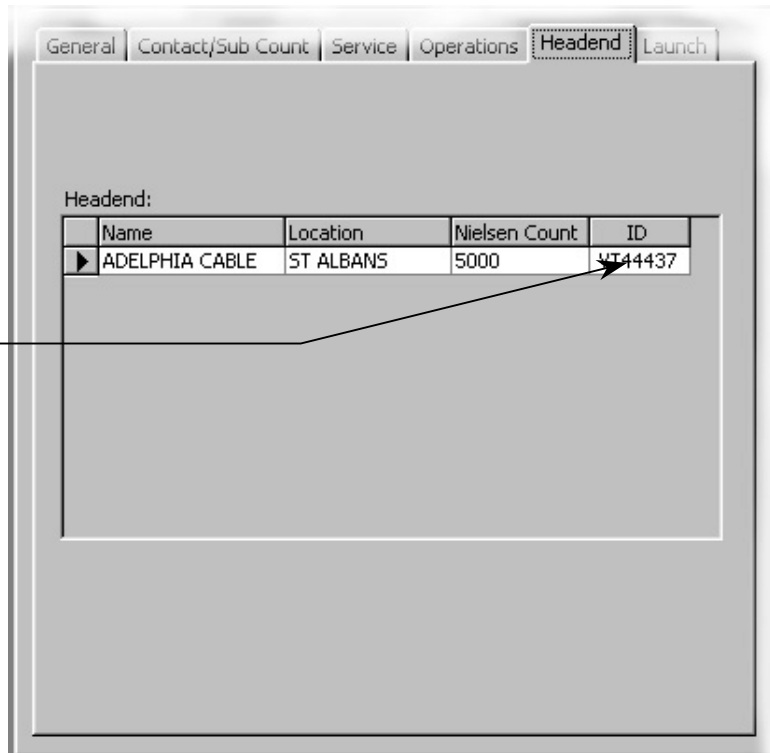 General Contact/Sub Count Service Operations Headend Launch
Headend:
Name Location Nielsen Count ID
ADELPHIA CABLE ST ALBANS 5000